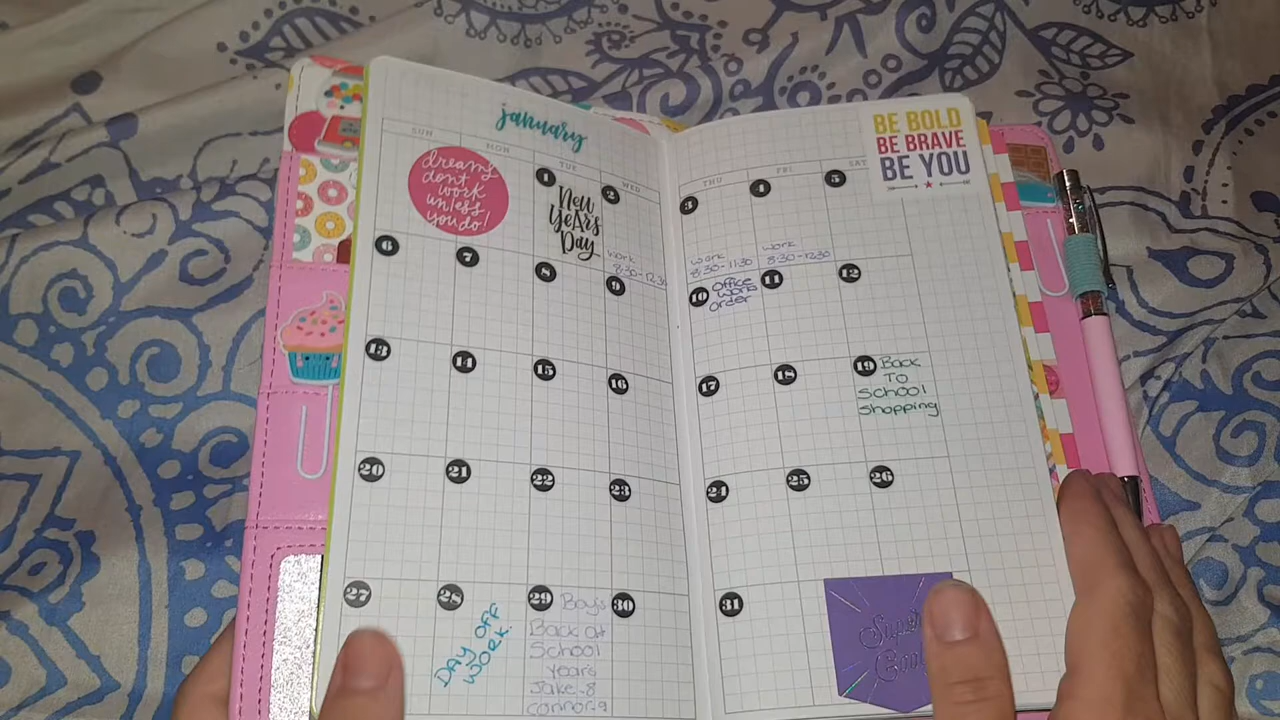 january
SUN
MON
TUE
WED
dreams
don't
work
unless
you do!
1
New
Year's
Day
2
work
8:30-12:30
6
7
8
9
13
14
15
16
20
21
22
23
27
28
DAY OFF
WORK.
29
Boys
Back at
School
years
Jake-8
30
BE BOLD
BE BRAVE
BE YOU
THU
FRI
SAT
3
work
8:30-11:30
4
work
8:30-12:30
5
10
Office
order
11
12
17
18
19
Back
To
School
Shopping
24
25
26
31